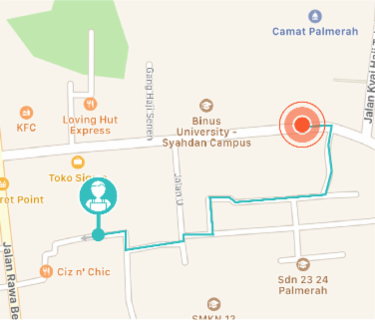 Camat Palmerah
Jalan Kyai Haji
Gang Haji Senen
KFC
Loving Hut
Express
Binus
University -
Syahdan Campus
Toko
Jalan U
ret Point
Jalan Rawa Be
Ciz n' Chic
Sdn 23 24
Palmerah
SMKN 12